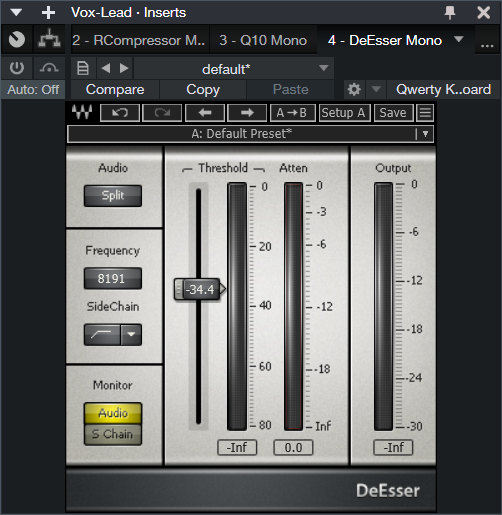 Vox-Lead · Inserts
2 - RCompressor M.. 3 - Q10 Mono 4 - DeEsser Mono ...
default*
Auto: Off Compare Copy Paste Qwerty K..oard
A→B Setup A Save
A: Default Preset*
Audio Threshold Atten Output
Split
0 0 0
-3
20 -6 -6
Frequency
8191
-34.4
SideChain
40 -12 -12
-18
60 -18
Monitor
-24
Audio
S Chain
80 Inf -30
-Inf 0.0 -Inf
DeEsser